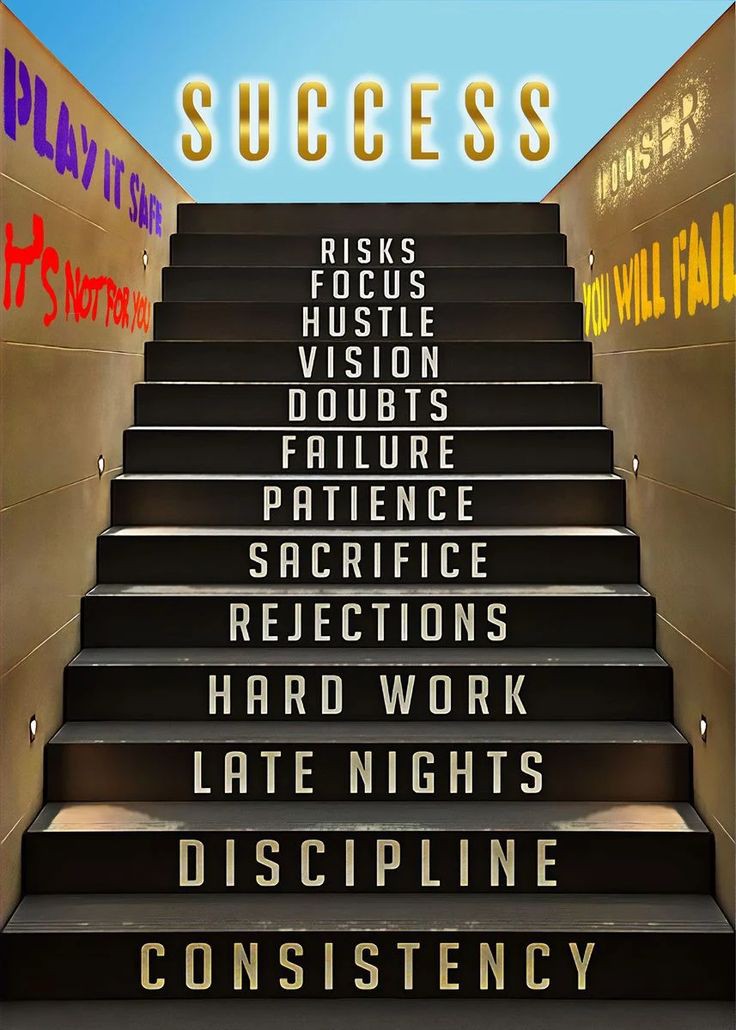 SUCCESS
PLAY IT SAFE
IT'S NOT FOR YOU
LOOSER
YOU WILL FAIL
RISKS
FOCUS
HUSTLE
VISION
DOUBTS
FAILURE
PATIENCE
SACRIFICE
REJECTIONS
HARD WORK
LATE NIGHTS
DISCIPLINE
CONSISTENCY